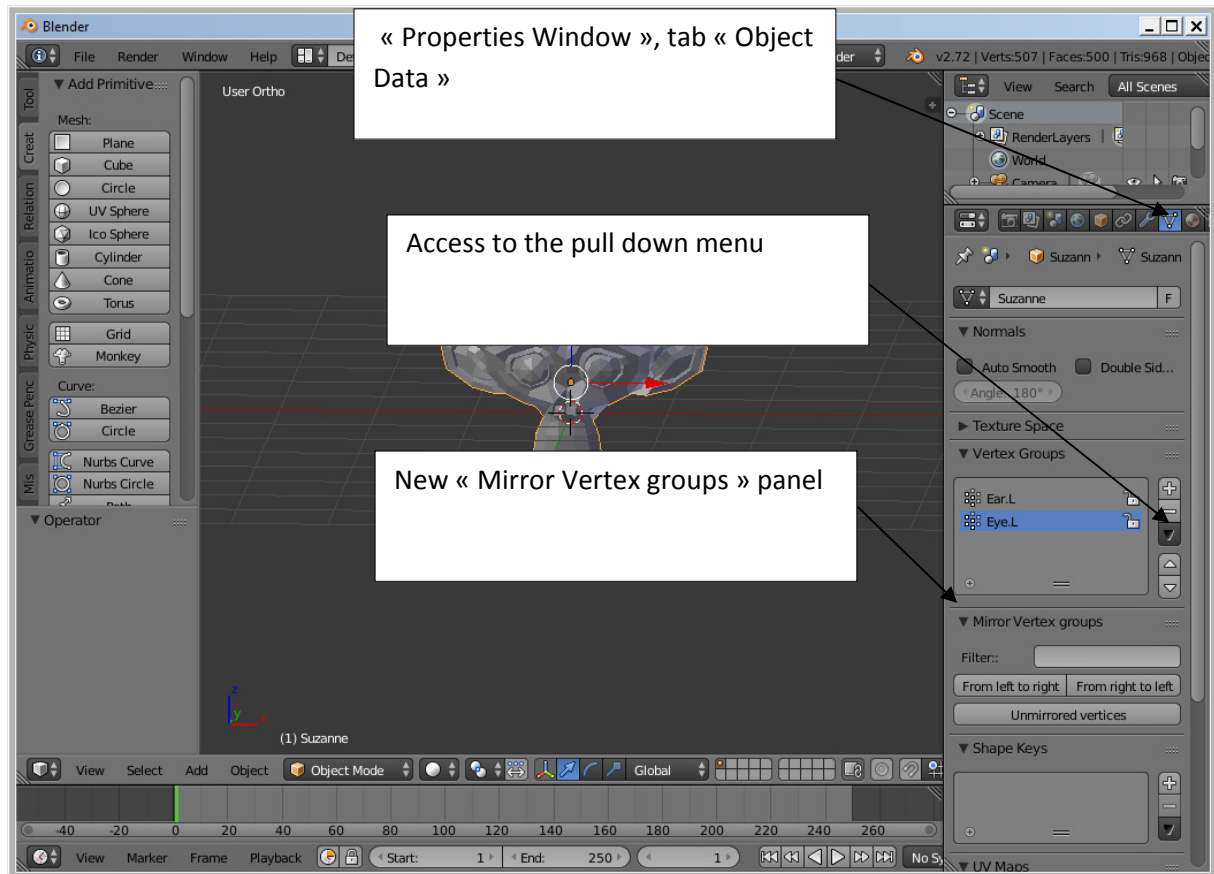 Blender
File Render Window Help De
v2.72 | Verts:507 | Faces:500 | Tris:968 | Objec
« Properties Window », tab « Object
Data »
Tool
Creat
Relation
Animatio
Physic
Grease Penc
Mis
Add Primitive
Mesh:
Plane
Cube
Circle
UV Sphere
Ico Sphere
Cylinder
Cone
Torus
Grid
Monkey
Curve:
Bezier
Circle
Nurbs Curve
Nurbs Circle
Path
Operator
User Ortho
Access to the pull down menu
New « Mirror Vertex groups » panel
z
y x
(1) Suzanne
View Search All Scenes
Scene
RenderLayers |
World
Camera
Suzann Suzann
Suzanne F
Normals
Auto Smooth Double Sid...
Angle: 180°
Texture Space
Vertex Groups
Ear.L
Eye.L
Mirror Vertex groups
Filter::
From left to right From right to left
Unmirrored vertices
Shape Keys
UV Maps
View Select Add Object Object Mode Global
-40 -20 0 20 40 60 80 100 120 140 160 180 200 220 240 260
View Marker Frame Playback Start: 1 End: 250 1 No Sy